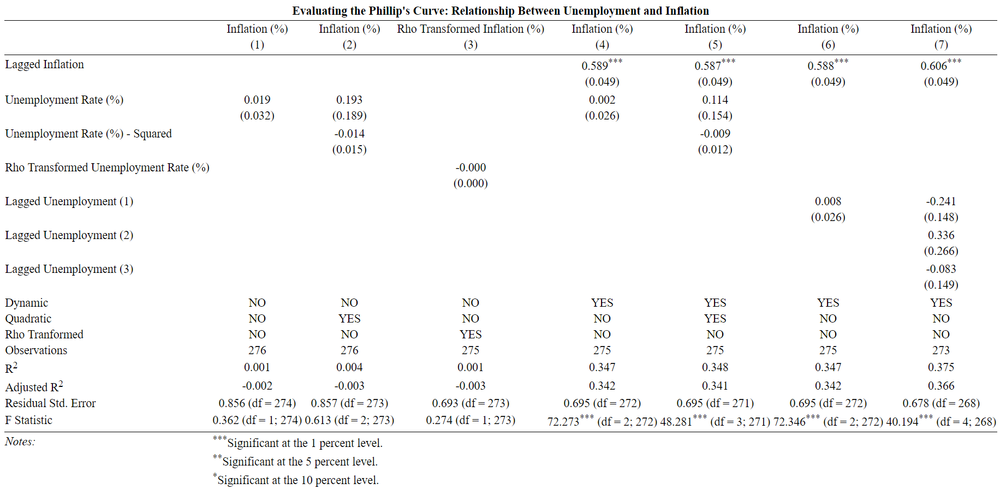 Evaluating the Phillip's Curve: Relationship Between Unemployment and Inflation
Inflation (%) Inflation (%) Rho Transformed Inflation (%) Inflation (%) Inflation (%) Inflation (%) Inflation (%)
(1) (2) (3) (4) (5) (6) (7)
Lagged Inflation 0.589*** 0.587*** 0.588*** 0.606***
(0.049) (0.049) (0.049) (0.049)
Unemployment Rate (%) 0.019 0.193 0.002 0.114
(0.032) (0.189) (0.026) (0.154)
Unemployment Rate (%) - Squared -0.014 -0.009
(0.015) (0.012)
Rho Transformed Unemployment Rate (%) -0.000
(0.000)
Lagged Unemployment (1) 0.008 -0.241
(0.026) (0.148)
Lagged Unemployment (2) 0.336
(0.266)
Lagged Unemployment (3) -0.083
(0.149)
Dynamic NO NO NO YES YES YES YES
Quadratic NO YES NO NO YES NO NO
Rho Tranformed NO NO YES NO NO NO NO
Observations 276 276 275 275 275 275 273
R2 0.001 0.004 0.001 0.347 0.348 0.347 0.375
Adjusted R2 -0.002 -0.003 -0.003 0.342 0.341 0.342 0.366
Residual Std. Error 0.856 (df = 274) 0.857 (df = 273) 0.693 (df = 273) 0.695 (df = 272) 0.695 (df = 271) 0.695 (df = 272) 0.678 (df = 268)
F Statistic 0.362 (df = 1; 274) 0.613 (df = 2; 273) 0.274 (df = 1; 273) 72.273*** (df = 2; 272) 48.281*** (df = 3; 271) 72.346*** (df = 2; 272) 40.194*** (df = 4; 268)
Notes: ***Significant at the 1 percent level.
**Significant at the 5 percent level.
*Significant at the 10 percent level.